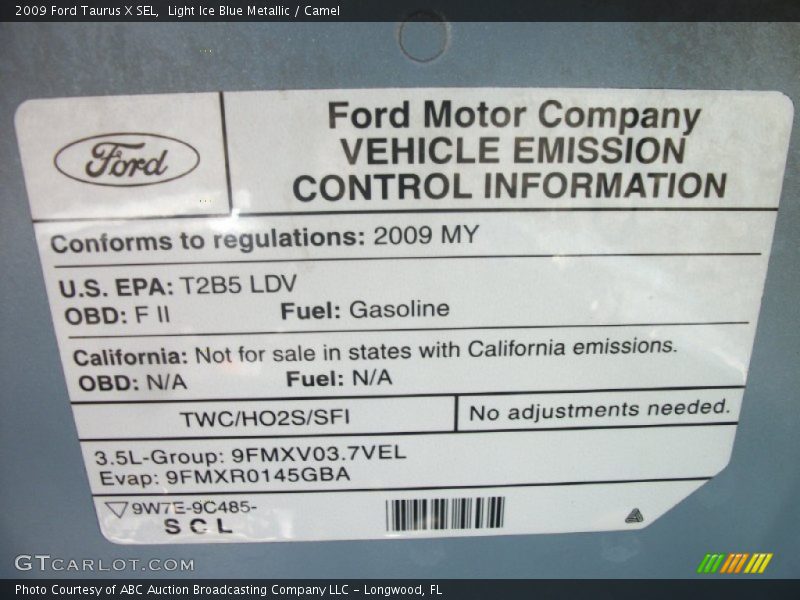 2009 Ford Taurus X SEL,  Light Ice Blue Metallic / Camel
Ford
Ford Motor Company
VEHICLE EMISSION
CONTROL INFORMATION
Conforms to regulations: 2009 MY
U.S. EPA: T2B5 LDV
OBD: F II Fuel: Gasoline
California: Not for sale in states with California emissions.
OBD: N/A Fuel: N/A
TWC/HO2S/SFI No adjustments needed.
3.5L-Group: 9FMXV03.7VEL
Evap: 9FMXR0145GBA
9W7E-9C485-
SCL
GTCARLOT.COM
Photo Courtesy of ABC Auction Broadcasting Company LLC - Longwood, FL